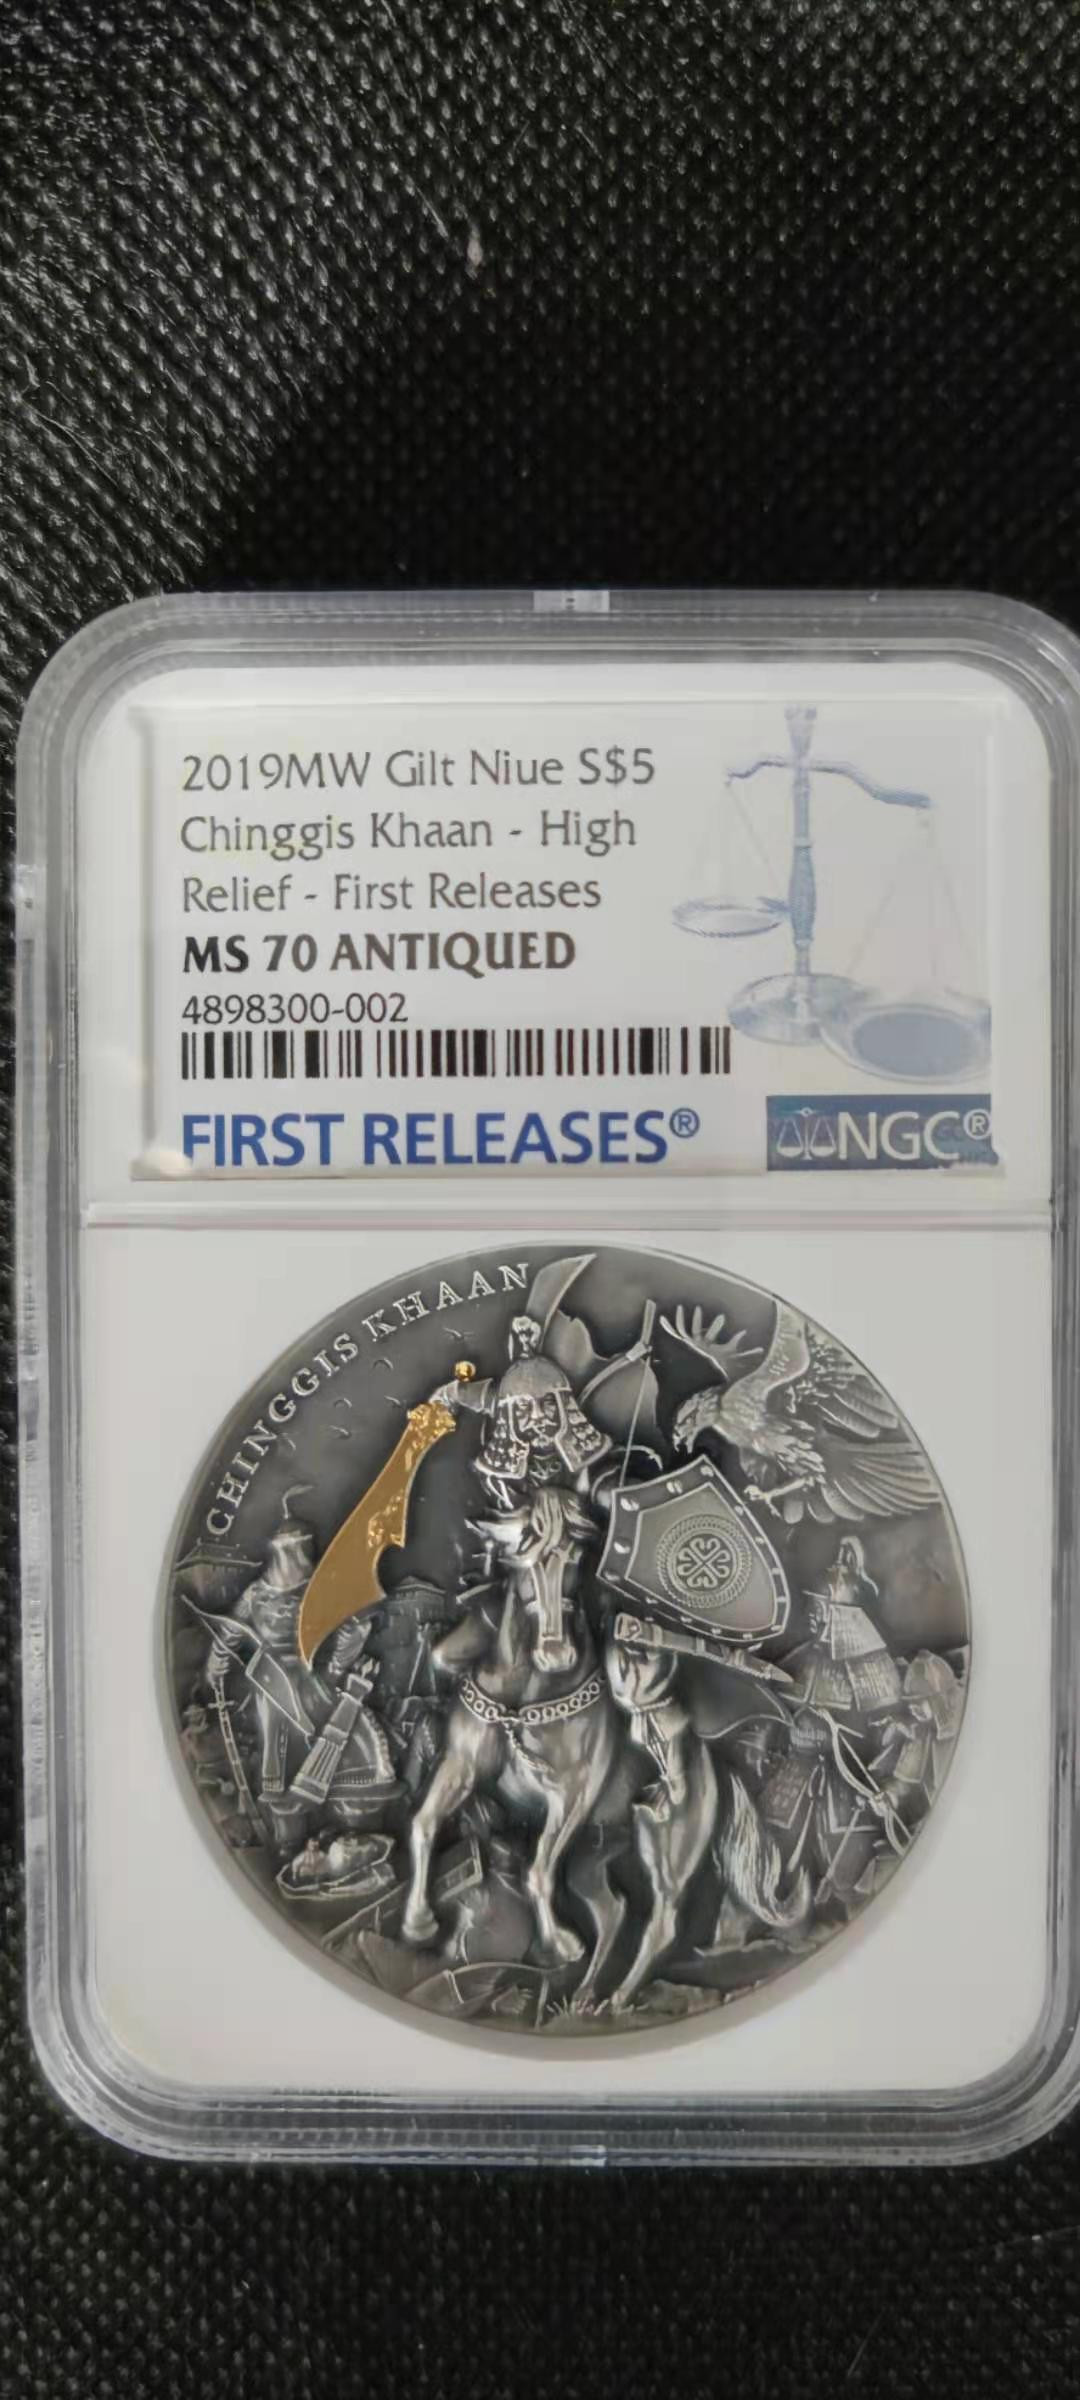 2019MW Gilt Niue S$5
Chinggis Khaan - High
Relief - First Releases
MS 70 ANTIQUED
4898300-002
FIRST RELEASES®
NGC®
CHINGGIS KHAAN